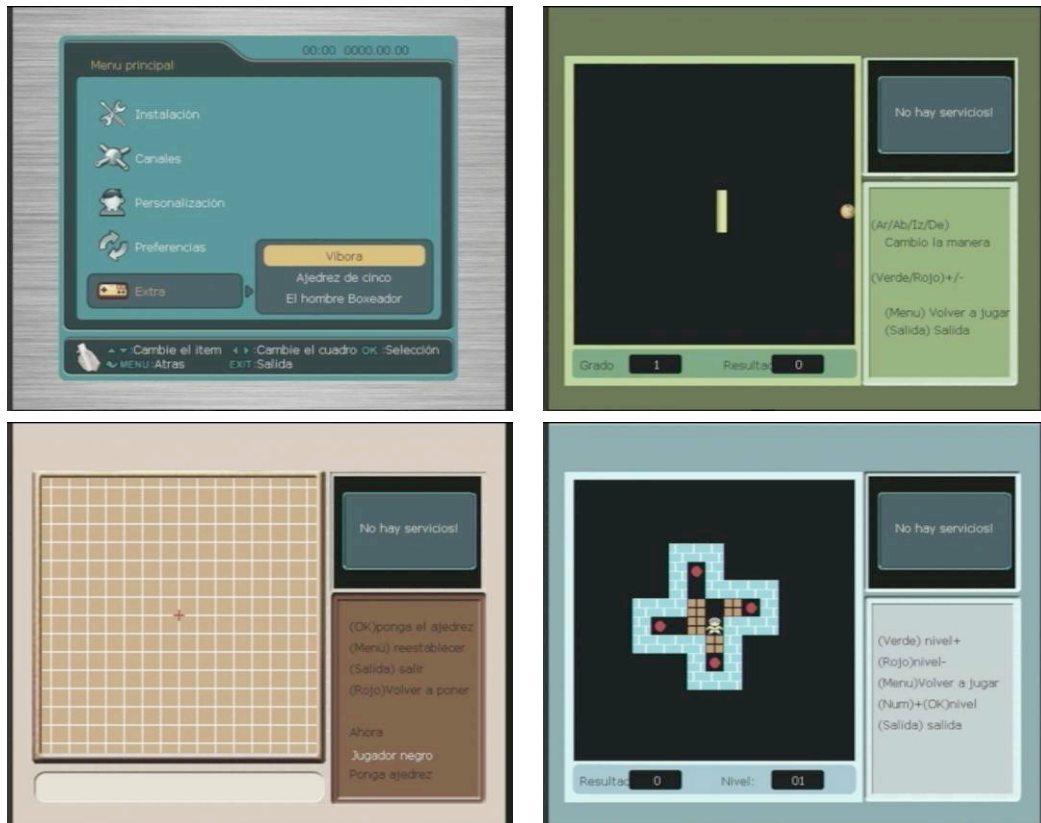 00:00 0000.00.00
Menu principal
Instalación
Canales
Personalización
Preferencias
Extra
Vibora
Ajedrez de cinco
El hombre Boxeador
:Cambie el item :Cambie el cuadro OK :Selección
MENU :Atras EXIT :Salida
No hay servicios!
(Ar/Ab/Iz/De)
Cambio la manera
(Verde/Rojo)+/-
(Menu) Volver a jugar
(Salida) Salida
Grado 1 Resultad 0
No hay servicios!
(OK)ponga el ajedrez
(Menú) reestablecer
(Salida) salir
(Rojo)Volver a poner
Ahora
Jugador negro
Ponga ajedrez
No hay servicios!
(Verde) nivel+
(Rojo)nivel-
(Menu)Volver a jugar
(Num)+(OK)nivel
(Salida) salida
Resultad 0 Nivel: 01